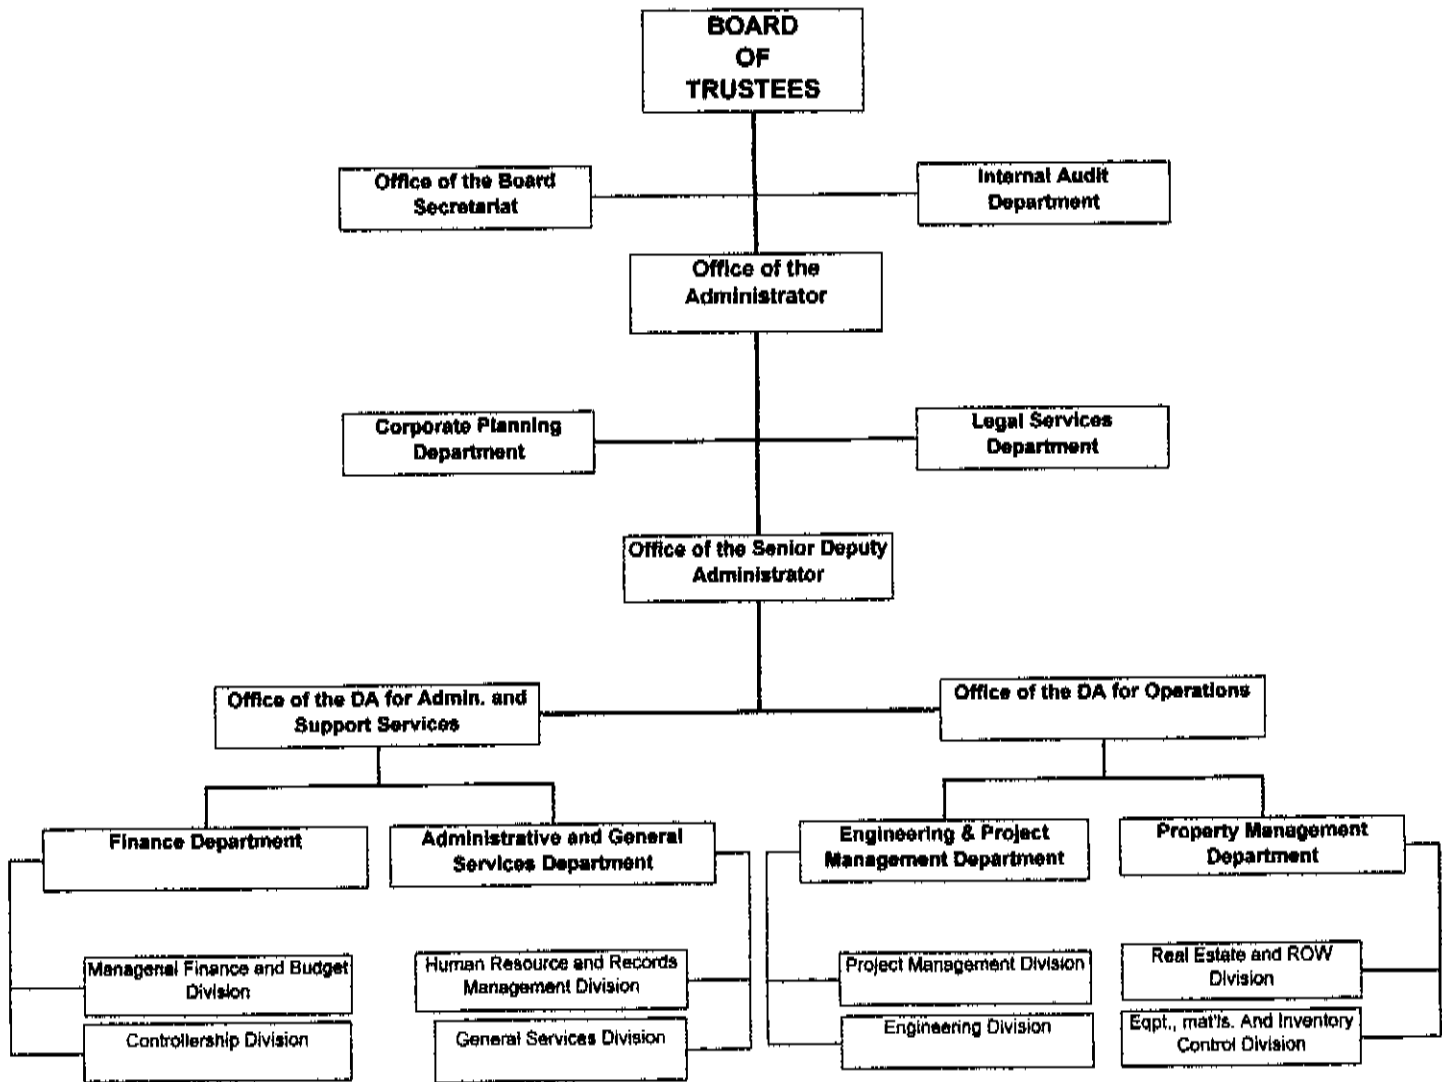 BOARD
OF
TRUSTEES
Office of the Board
Secretariat
Internal Audit
Department
Office of the
Administrator
Corporate Planning
Department
Legal Services
Department
Office of the Senior Deputy
Administrator
Office of the DA for Admin. and
Support Services
Office of the DA for Operations
Finance Department
Administrative and General
Services Department
Engineering & Project
Management Department
Property Management
Department
Managerial Finance and Budget
Division
Human Resource and Records
Management Division
Project Management Division
Real Estate and ROW
Division
Controllership Division
General Services Division
Engineering Division
Eqpt., mat'ls. And Inventory
Control Division